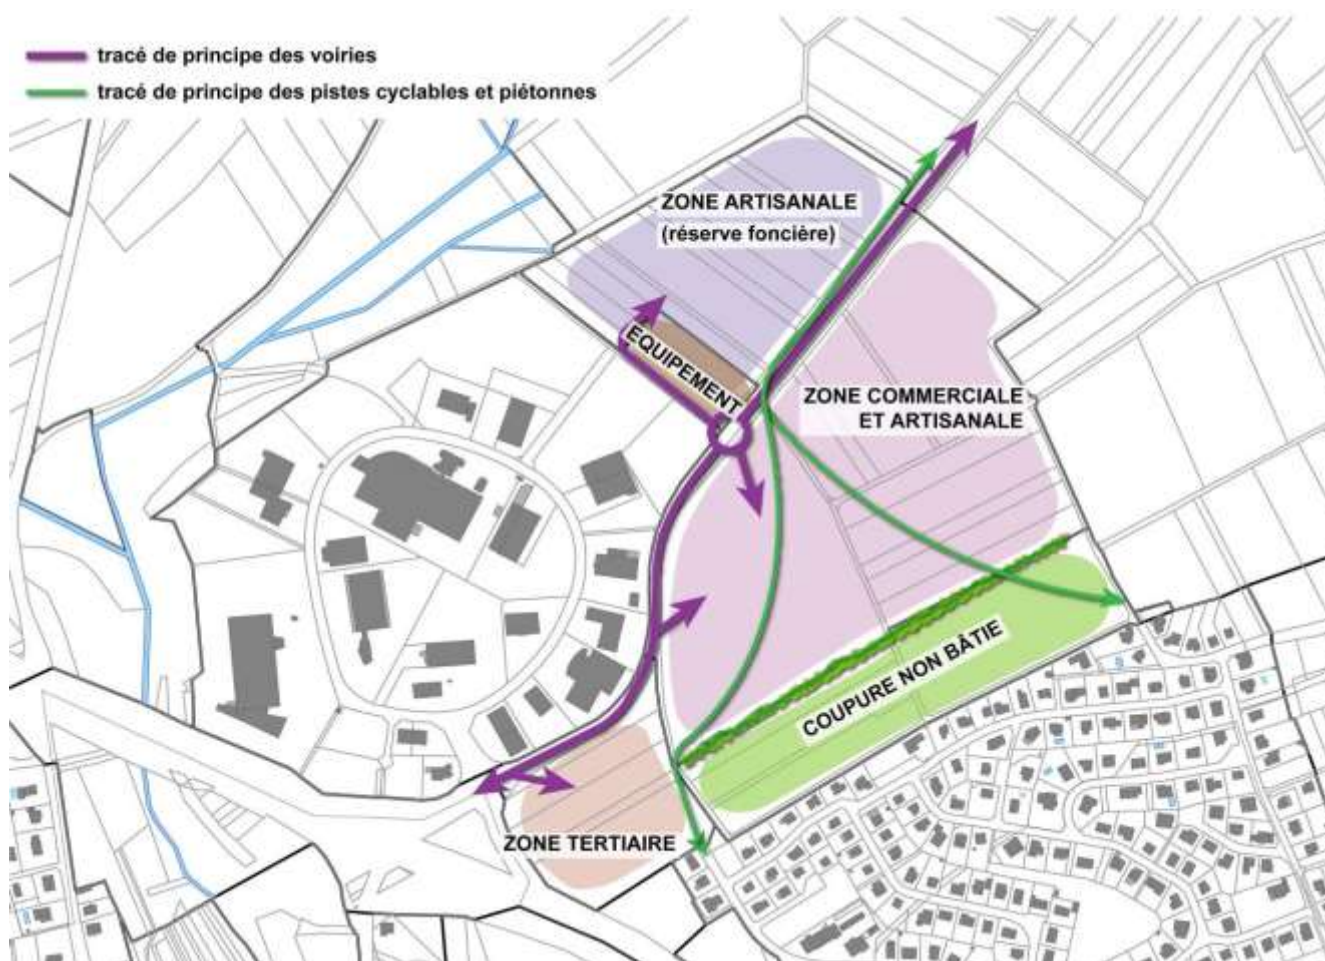 tracé de principe des voiries
tracé de principe des pistes cyclables et piétonnes
ZONE ARTISANALE
(réserve foncière)
EQUIPEMENT
ZONE COMMERCIALE
ET ARTISANALE
COUPURE NON BÂTIE
ZONE TERTIAIRE